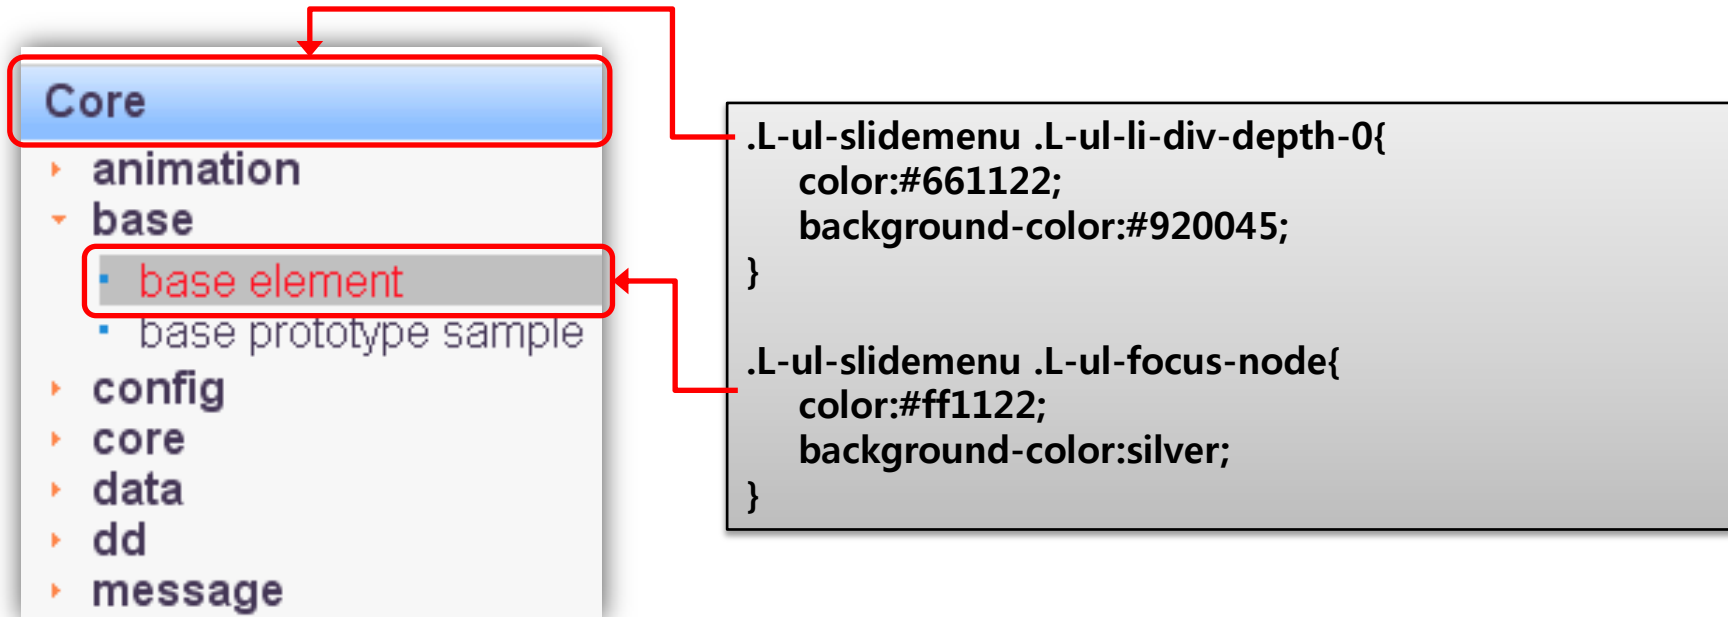 Core
animation
base
base element
base prototype sample
config
core
data
dd
message
.L-ul-slidemenu .L-ul-li-div-depth-0{
color:#661122;
background-color:#920045;
}
.L-ul-slidemenu .L-ul-focus-node{
color:#ff1122;
background-color:silver;
}